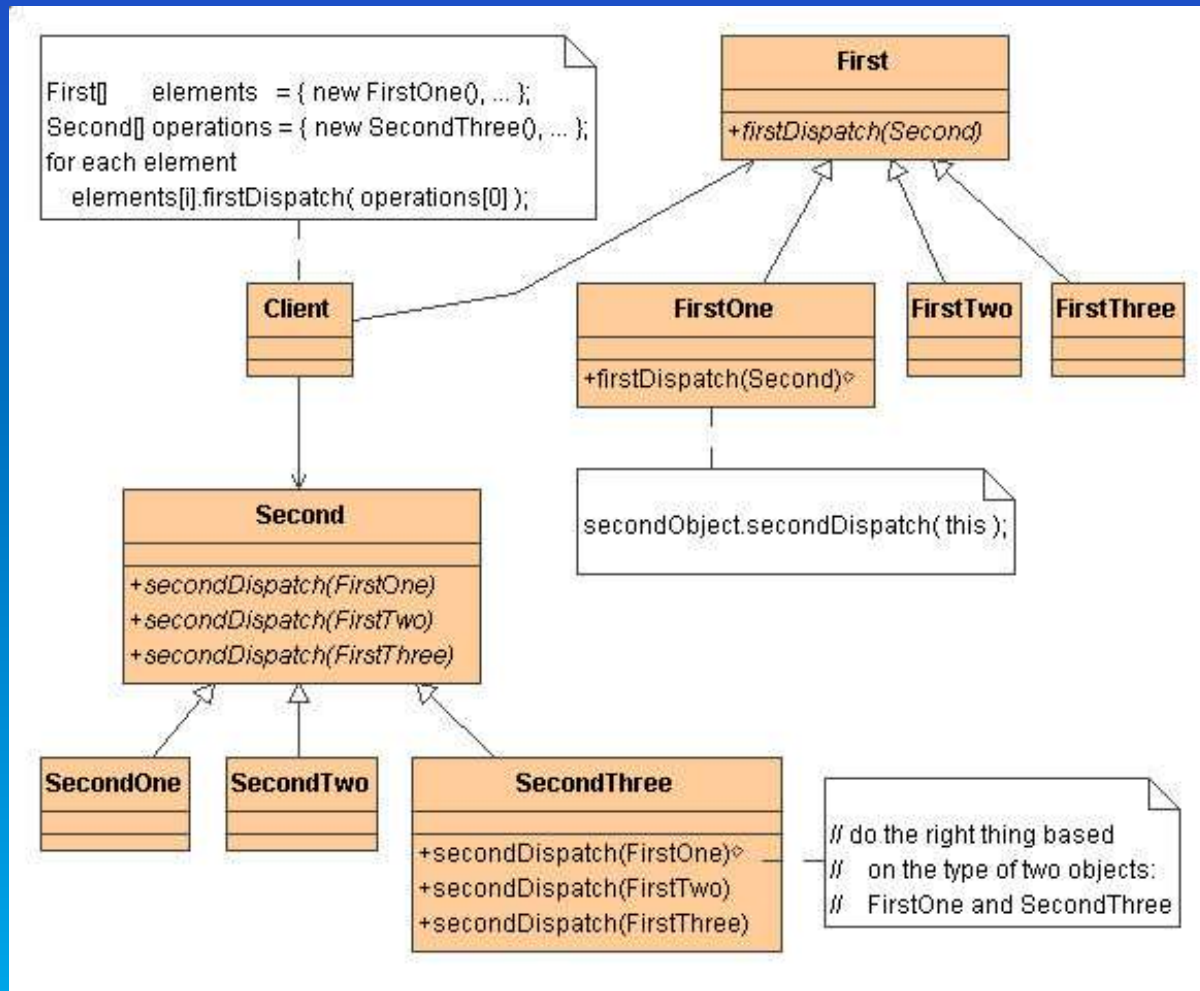 First[] elements = { new FirstOne(), ... };
Second[] operations = { new SecondThree(), ... };
for each element
elements[i].firstDispatch( operations[0] );
First
+firstDispatch(Second)
Client
FirstOne
+firstDispatch(Second)
FirstTwo
FirstThree
secondObject.secondDispatch( this );
Second
+secondDispatch(FirstOne)
+secondDispatch(FirstTwo)
+secondDispatch(FirstThree)
SecondOne
SecondTwo
SecondThree
+secondDispatch(FirstOne)
+secondDispatch(FirstTwo)
+secondDispatch(FirstThree)
// do the right thing based
// on the type of two objects:
// FirstOne and SecondThree